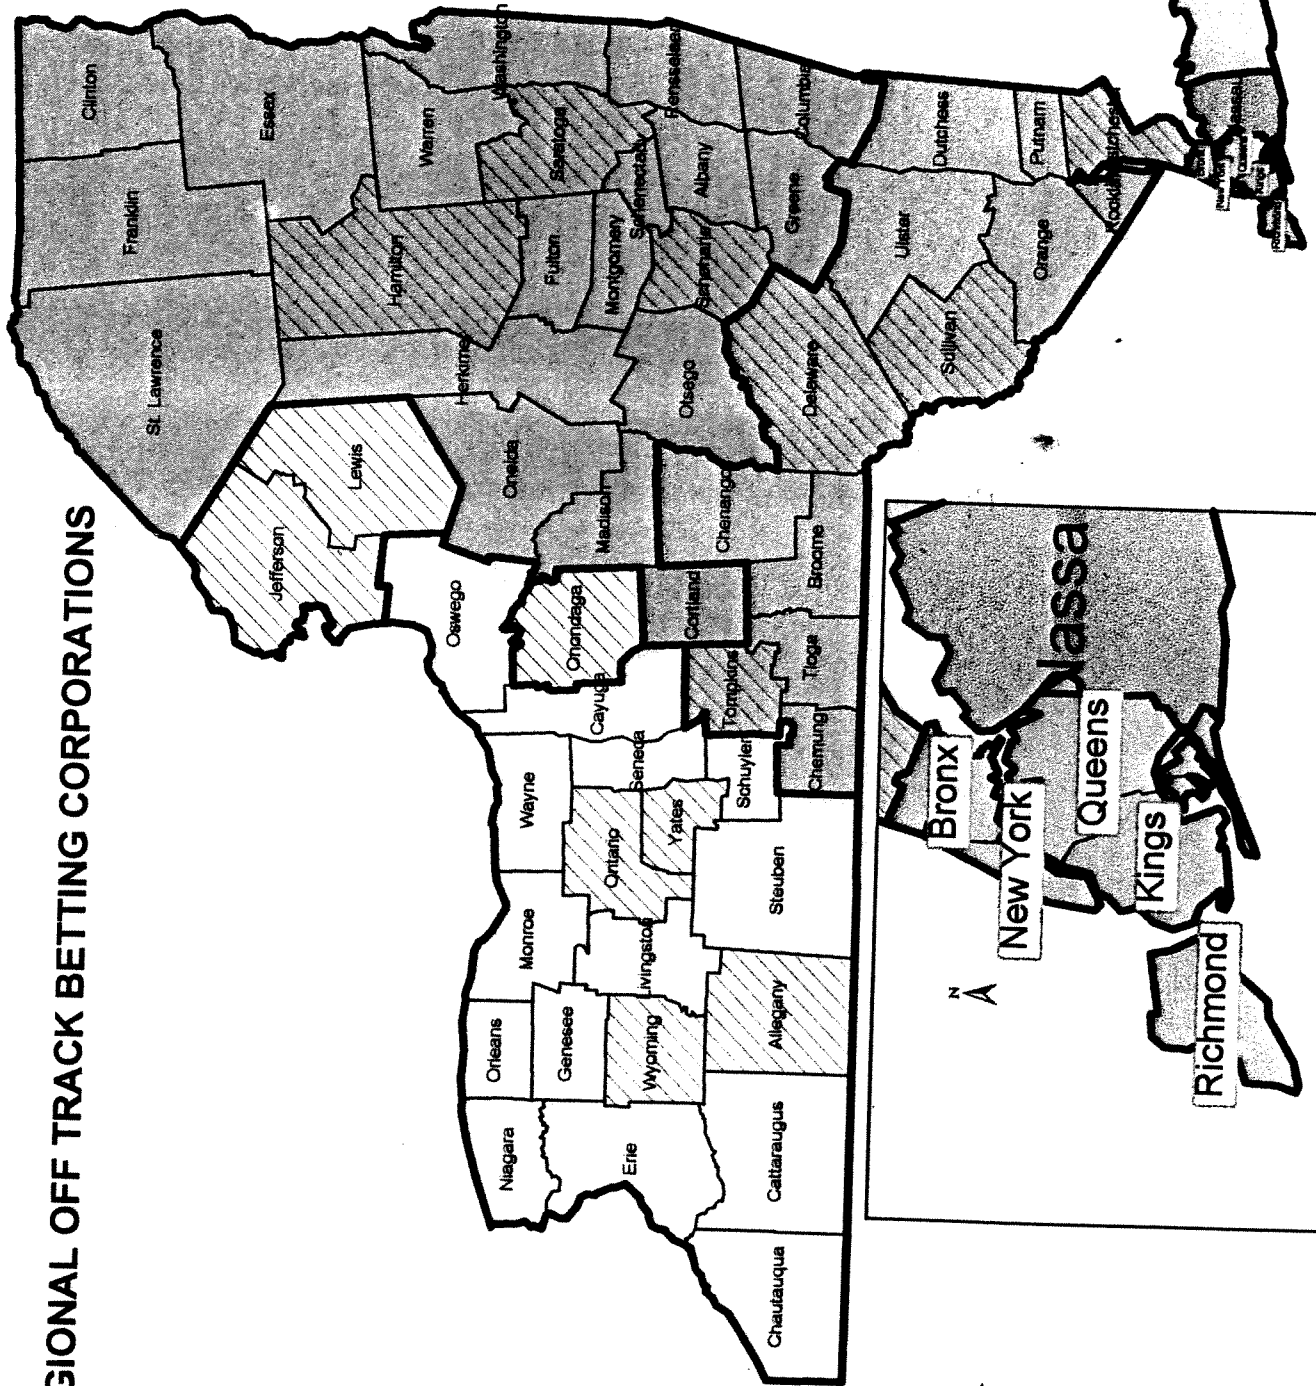 GIONAL OFF TRACK BETTING CORPORATIONS
Clinton
Franklin
Essex
St. Lawrence
Warren
Washington
Hamilton
Herkimer
Lewis
Jefferson
Saratoga
Fulton
Montgomery
Schenectady
Rensselaer
Albany
Schoharie
Otsego
Oneida
Madison
Oswego
Onondaga
Cayuga
Wayne
Seneca
Ontario
Yates
Monroe
Livingston
Orleans
Genesee
Wyoming
Niagara
Erie
Chautauqua
Cattaraugus
Allegany
Steuben
Schuyler
Chemung
Tompkins
Tioga
Cortland
Broome
Chenango
Delaware
Greene
Columbia
Ulster
Dutchess
Sullivan
Orange
Putnam
Nassa
Bronx
New York
Queens
Kings
Richmond
N